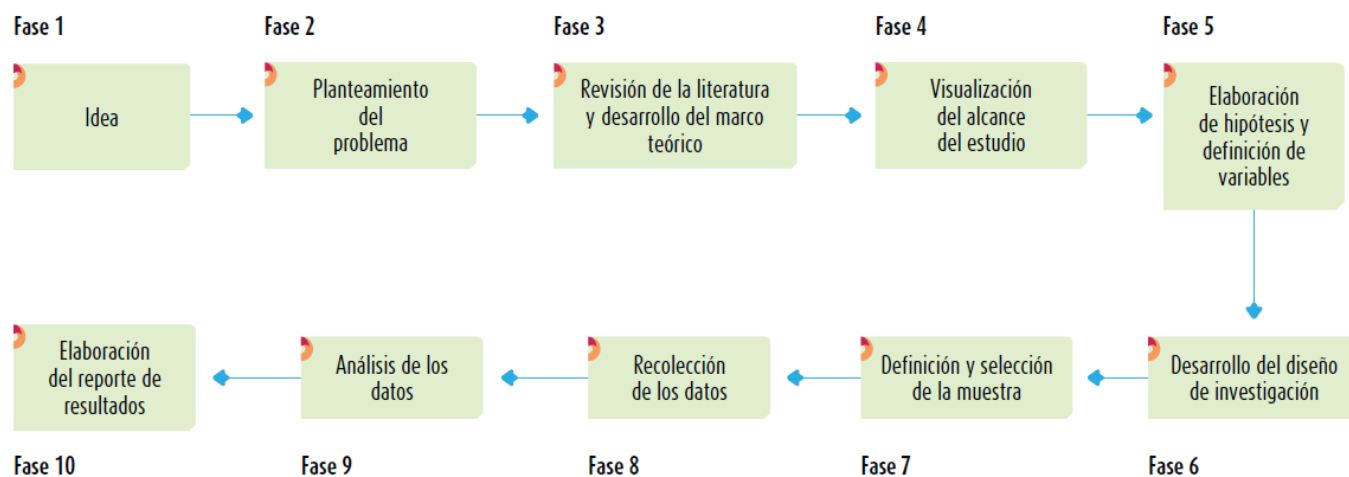 Fase 1
Idea
Fase 2
Planteamiento
del
problema
Fase 3
Revisión de la literatura
y desarrollo del marco
teórico
Fase 4
Visualización
del alcance
del estudio
Fase 5
Elaboración
de hipótesis y
definición de
variables
Desarrollo del diseño
de investigación
Fase 6
Definición y selección
de la muestra
Fase 7
Recolección
de los datos
Fase 8
Análisis de los
datos
Fase 9
Elaboración
del reporte de
resultados
Fase 10